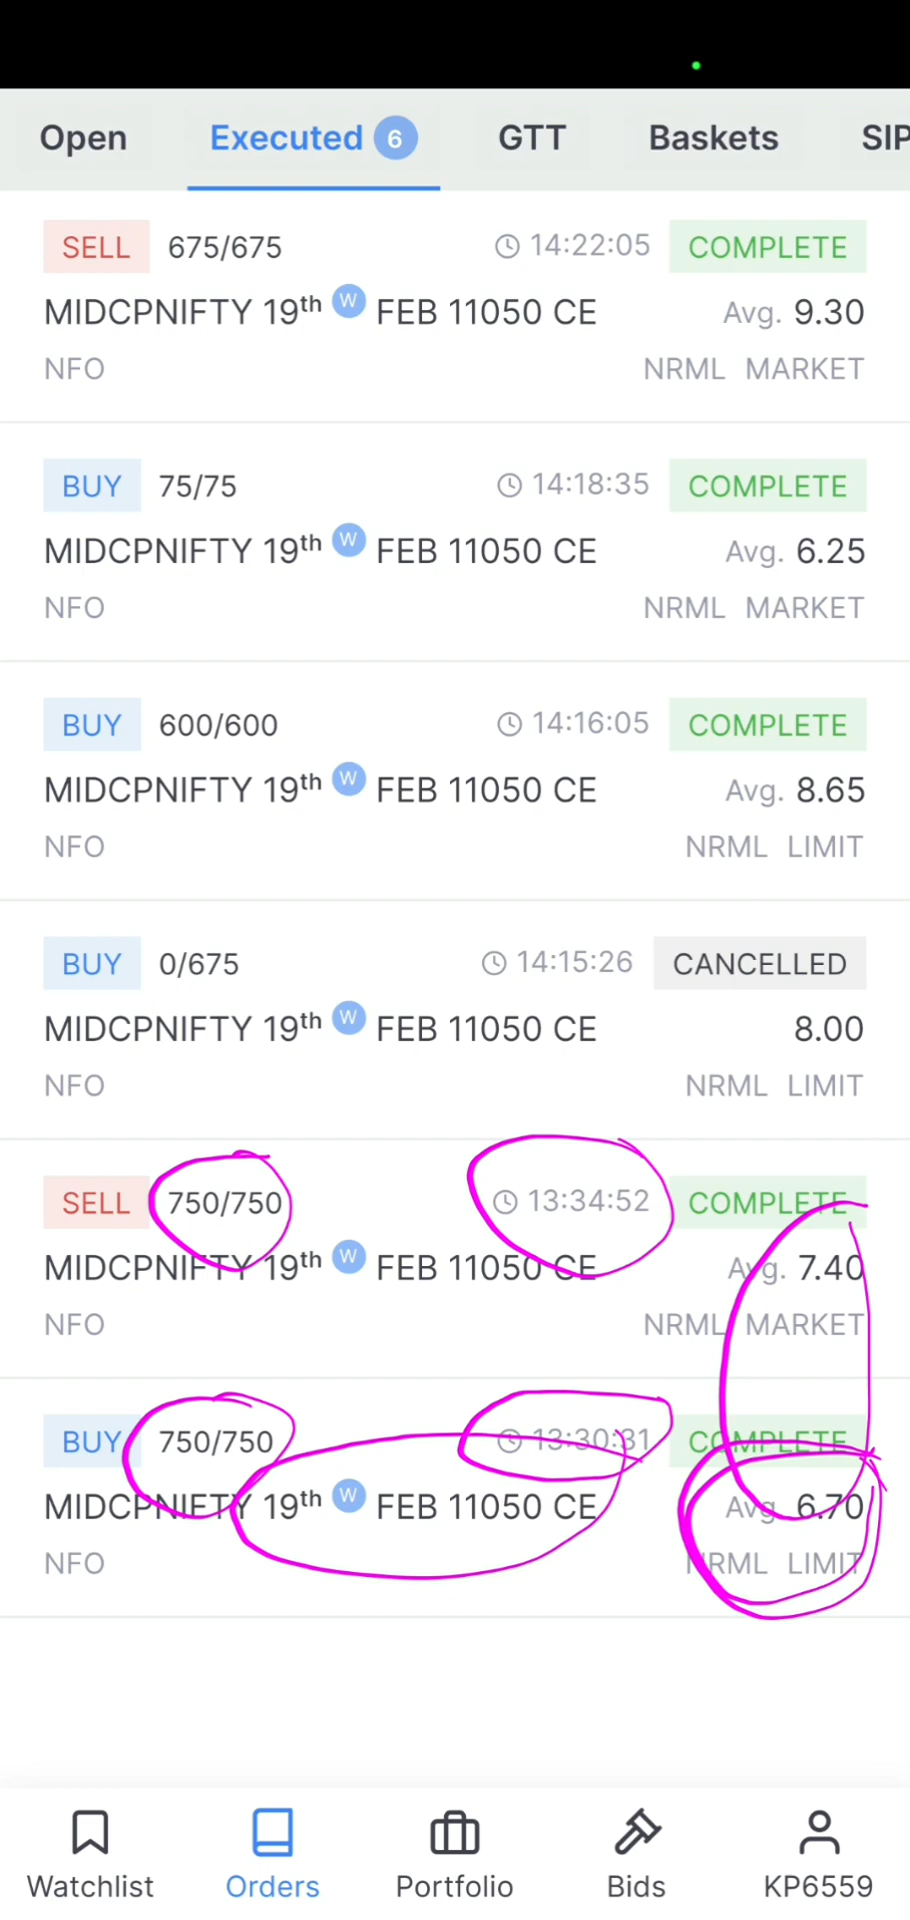 Open Executed 6 GTT Baskets SIP
SELL 675/675 14:22:05 COMPLETE
MIDCPNIFTY 19th W FEB 11050 CE Avg. 9.30
NFO NRML MARKET
BUY 75/75 14:18:35 COMPLETE
MIDCPNIFTY 19th W FEB 11050 CE Avg. 6.25
NFO NRML MARKET
BUY 600/600 14:16:05 COMPLETE
MIDCPNIFTY 19th W FEB 11050 CE Avg. 8.65
NFO NRML LIMIT
BUY 0/675 14:15:26 CANCELLED
MIDCPNIFTY 19th W FEB 11050 CE 8.00
NFO NRML LIMIT
SELL 750/750 13:34:52 COMPLETE
MIDCPNIFTY 19th W FEB 11050 CE Avg. 7.40
NFO NRML MARKET
BUY 750/750 13:30:31 COMPLETE
MIDCPNIFTY 19th W FEB 11050 CE Avg. 6.70
NFO NRML LIMIT
Watchlist Orders Portfolio Bids KP6559